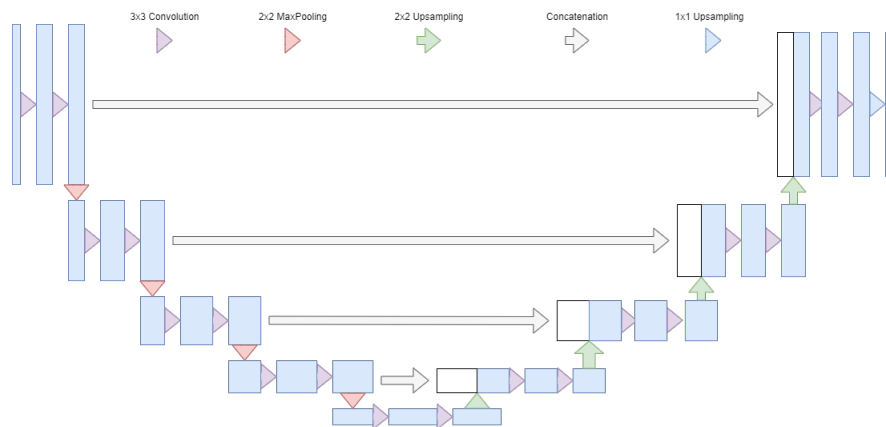 3x3 Convolution
2x2 MaxPooling
2x2 Upsampling
Concatenation
1x1 Upsampling